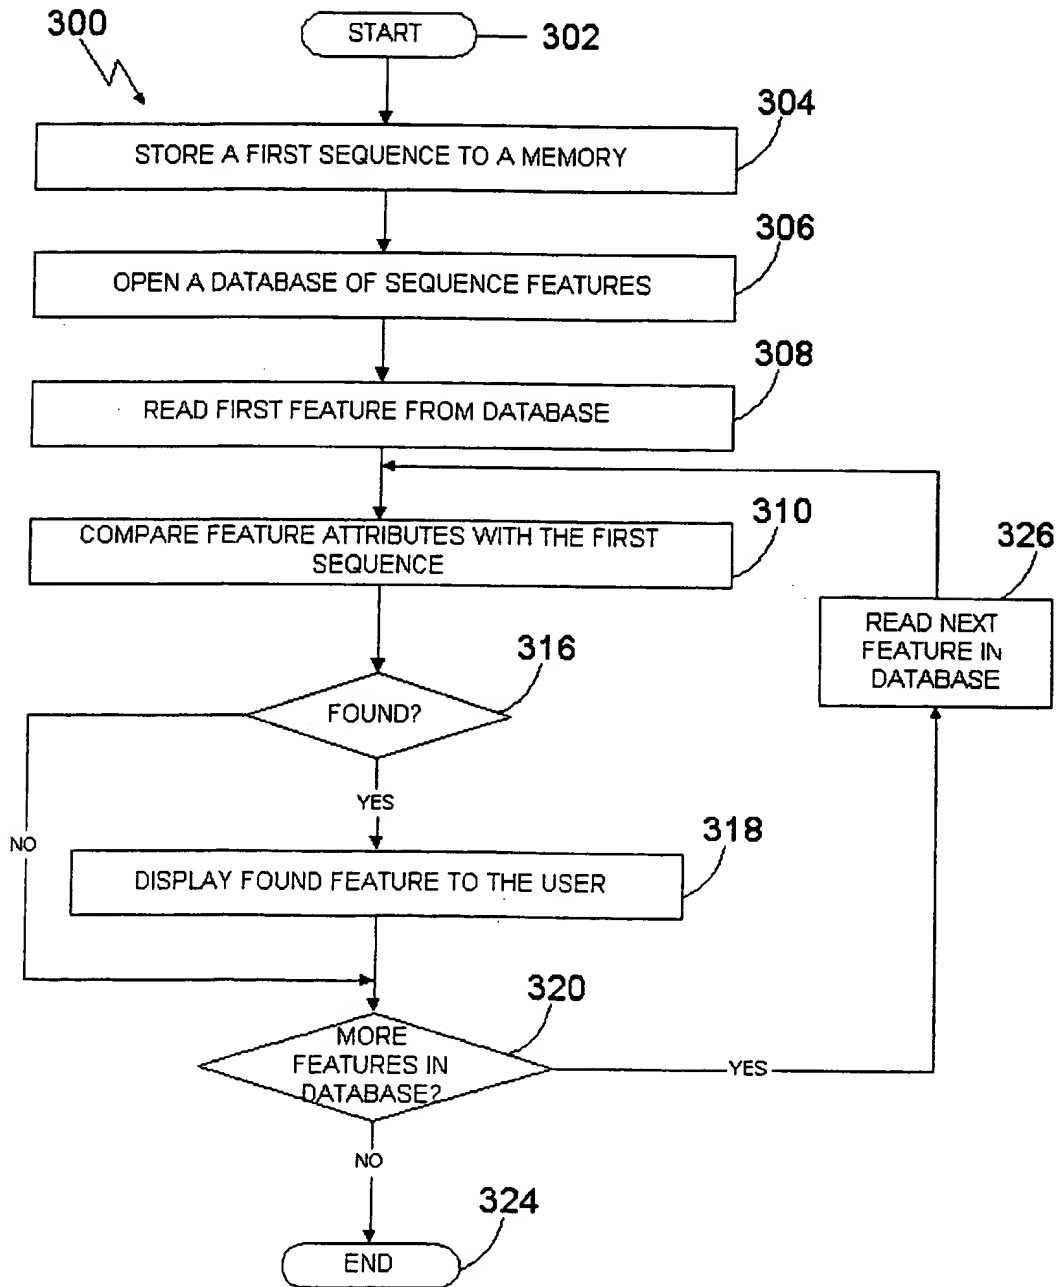 300
START
302
304
STORE A FIRST SEQUENCE TO A MEMORY
306
OPEN A DATABASE OF SEQUENCE FEATURES
308
READ FIRST FEATURE FROM DATABASE
310
COMPARE FEATURE ATTRIBUTES WITH THE FIRST
SEQUENCE
326
READ NEXT
FEATURE IN
DATABASE
316
FOUND?
YES
NO
318
DISPLAY FOUND FEATURE TO THE USER
320
MORE
FEATURES IN
DATABASE?
YES
NO
324
END